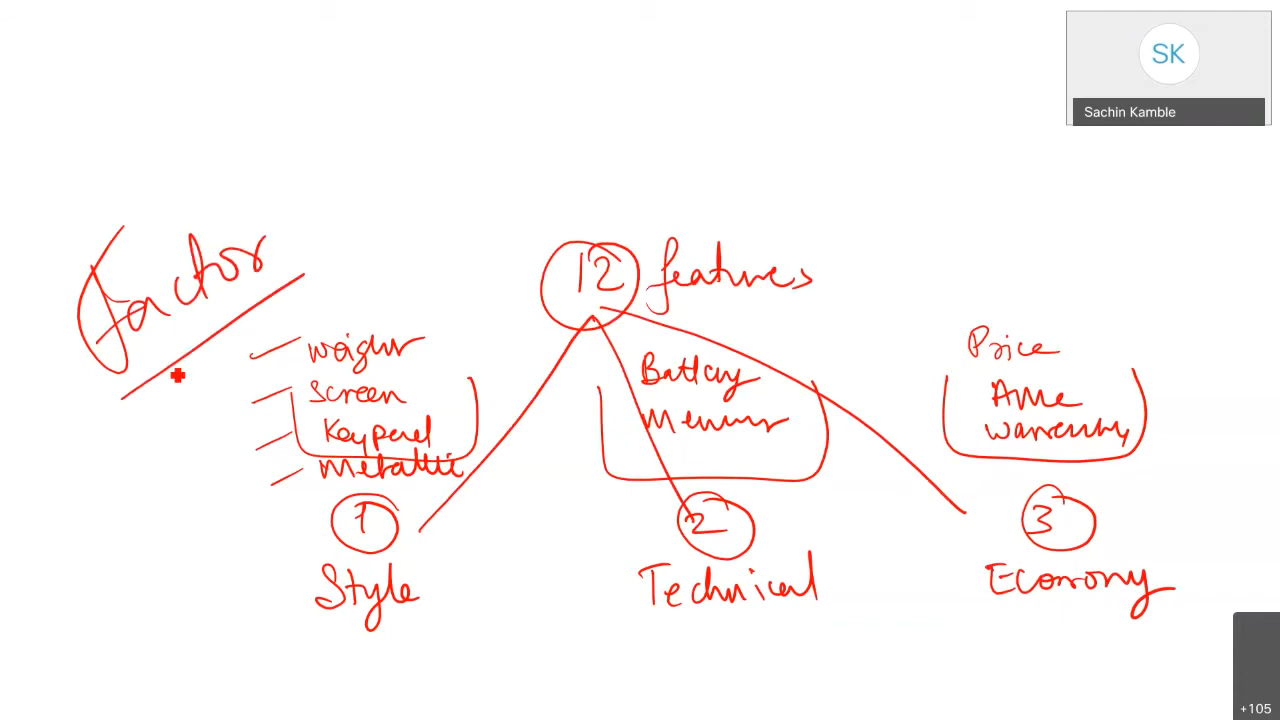 SK
Sachin Kamble
Factor
12 features
weight
screen
Keypad
Metallic
1
Style
Battery
Memory
2
Technical
Price
AMC
warranty
3
Economy
+105